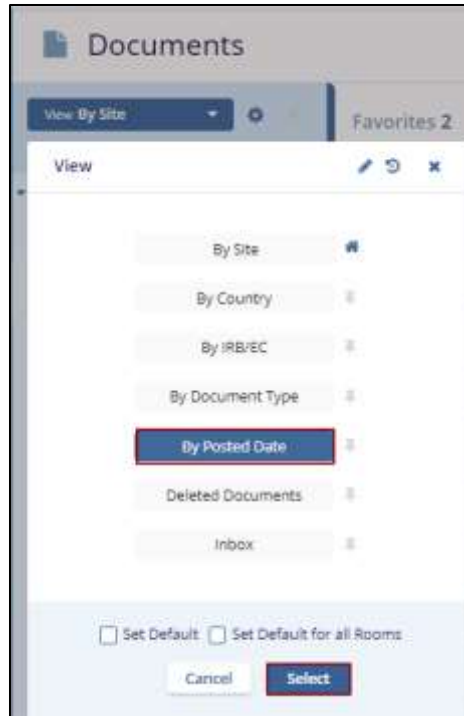 Documents
View By Site
Favorites 2
View
By Site
By Country
By IRB/EC
By Document Type
By Posted Date
Deleted Documents
Inbox
Set Default Set Default for all Rooms
Cancel Select